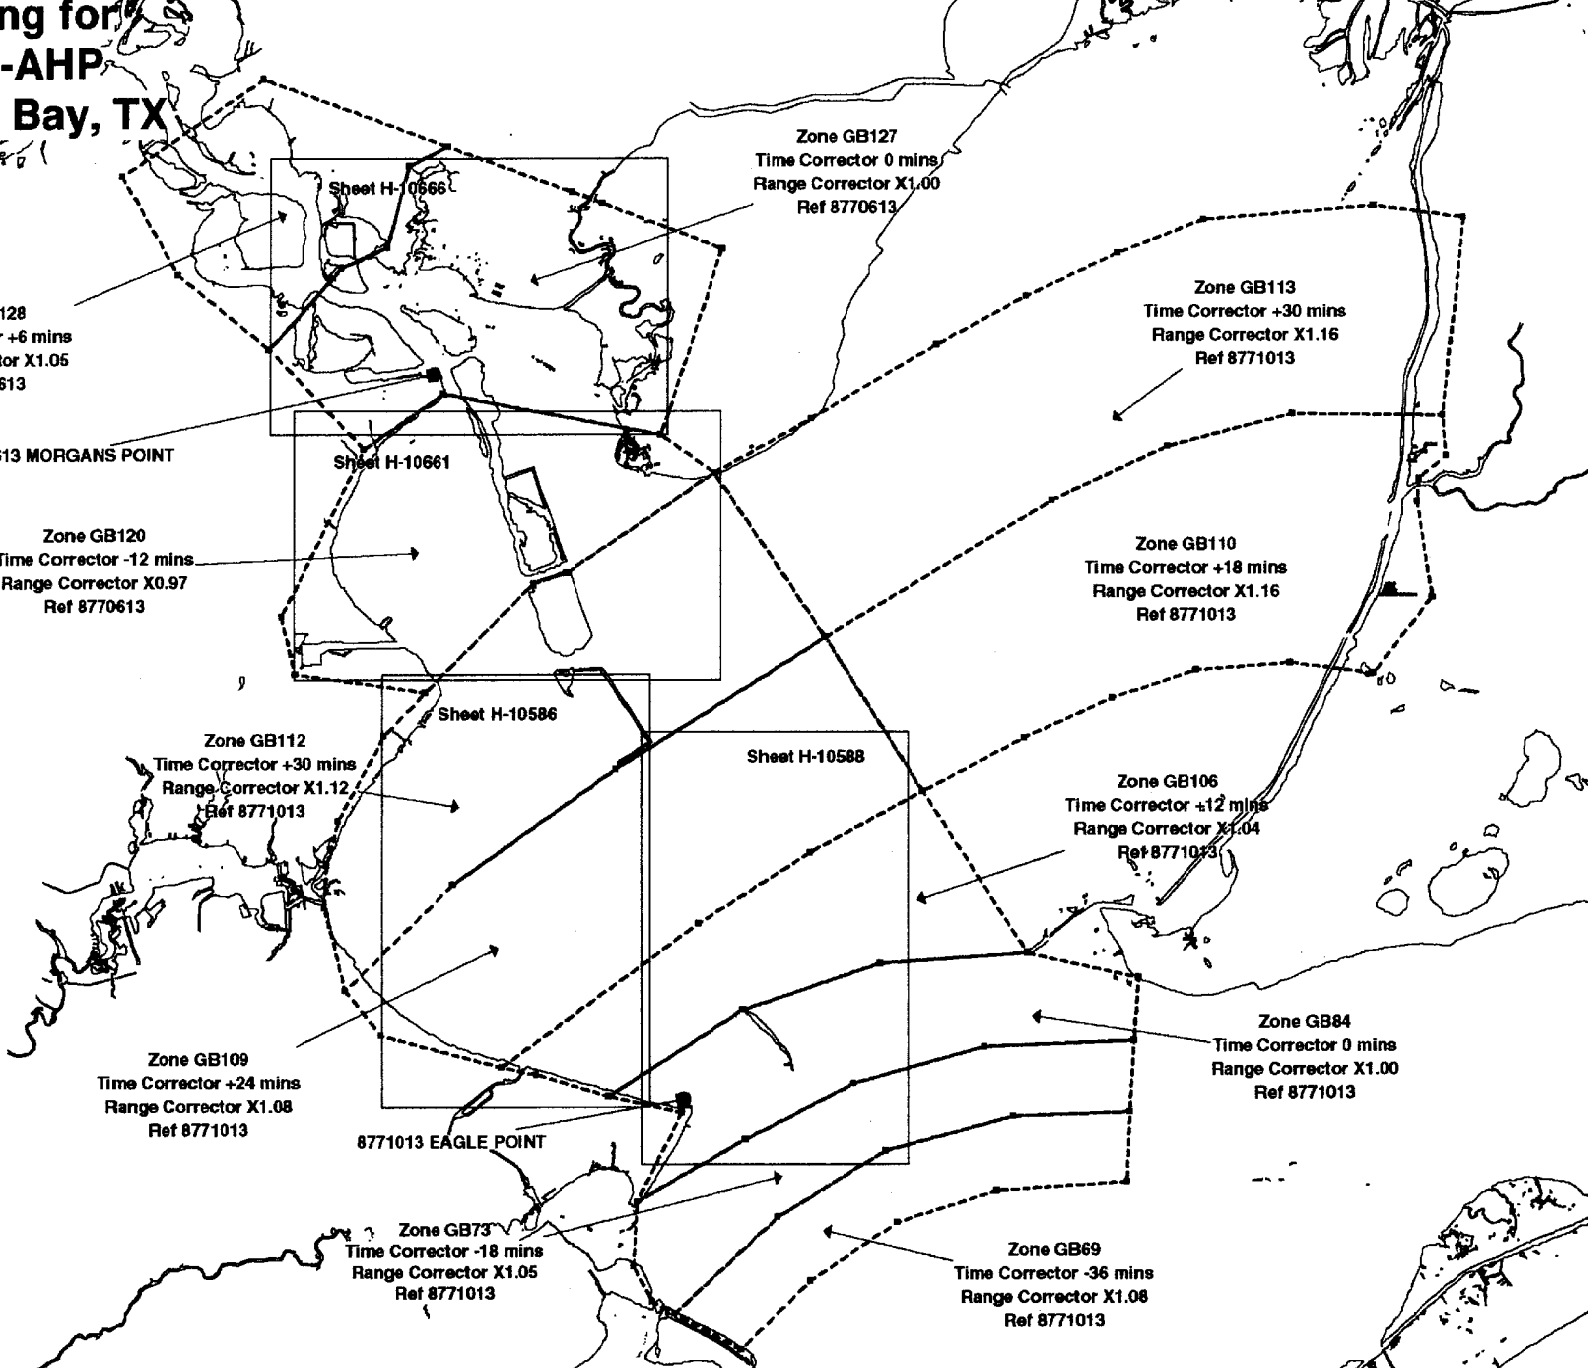 ng for
-AHP
Bay, TX
Zone GB127
Time Corrector 0 mins
Range Corrector X1.00
Ref 8770613
Sheet H-10666
Zone GB113
Time Corrector +30 mins
Range Corrector X1.16
Ref 8771013
128
r +6 mins
tor X1.05
613
613 MORGANS POINT
Sheet H-10661
Zone GB120
Time Corrector -12 mins
Range Corrector X0.97
Ref 8770613
Zone GB110
Time Corrector +18 mins
Range Corrector X1.16
Ref 8771013
Sheet H-10586
Zone GB112
Time Corrector +30 mins
Range Corrector X1.12
Ref 8771013
Sheet H-10588
Zone GB106
Time Corrector +12 mins
Range Corrector X1.04
Ref 8771013
Zone GB109
Time Corrector +24 mins
Range Corrector X1.08
Ref 8771013
8771013 EAGLE POINT
Zone GB84
Time Corrector 0 mins
Range Corrector X1.00
Ref 8771013
Zone GB73
Time Corrector -18 mins
Range Corrector X1.05
Ref 8771013
Zone GB69
Time Corrector -36 mins
Range Corrector X1.08
Ref 8771013